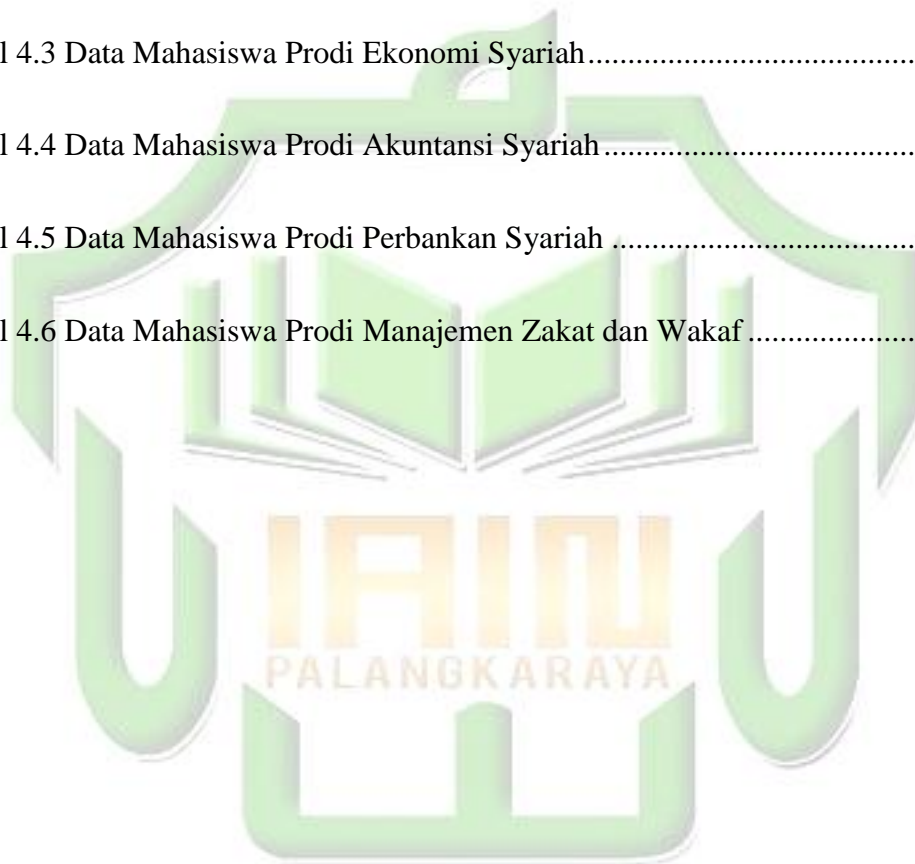 l 4.3 Data Mahasiswa Prodi Ekonomi Syariah....................................
l 4.4 Data Mahasiswa Prodi Akuntansi Syariah..................................
l 4.5 Data Mahasiswa Prodi Perbankan Syariah .................................
l 4.6 Data Mahasiswa Prodi Manajemen Zakat dan Wakaf ..................
IAIN
PALANGKARAYA